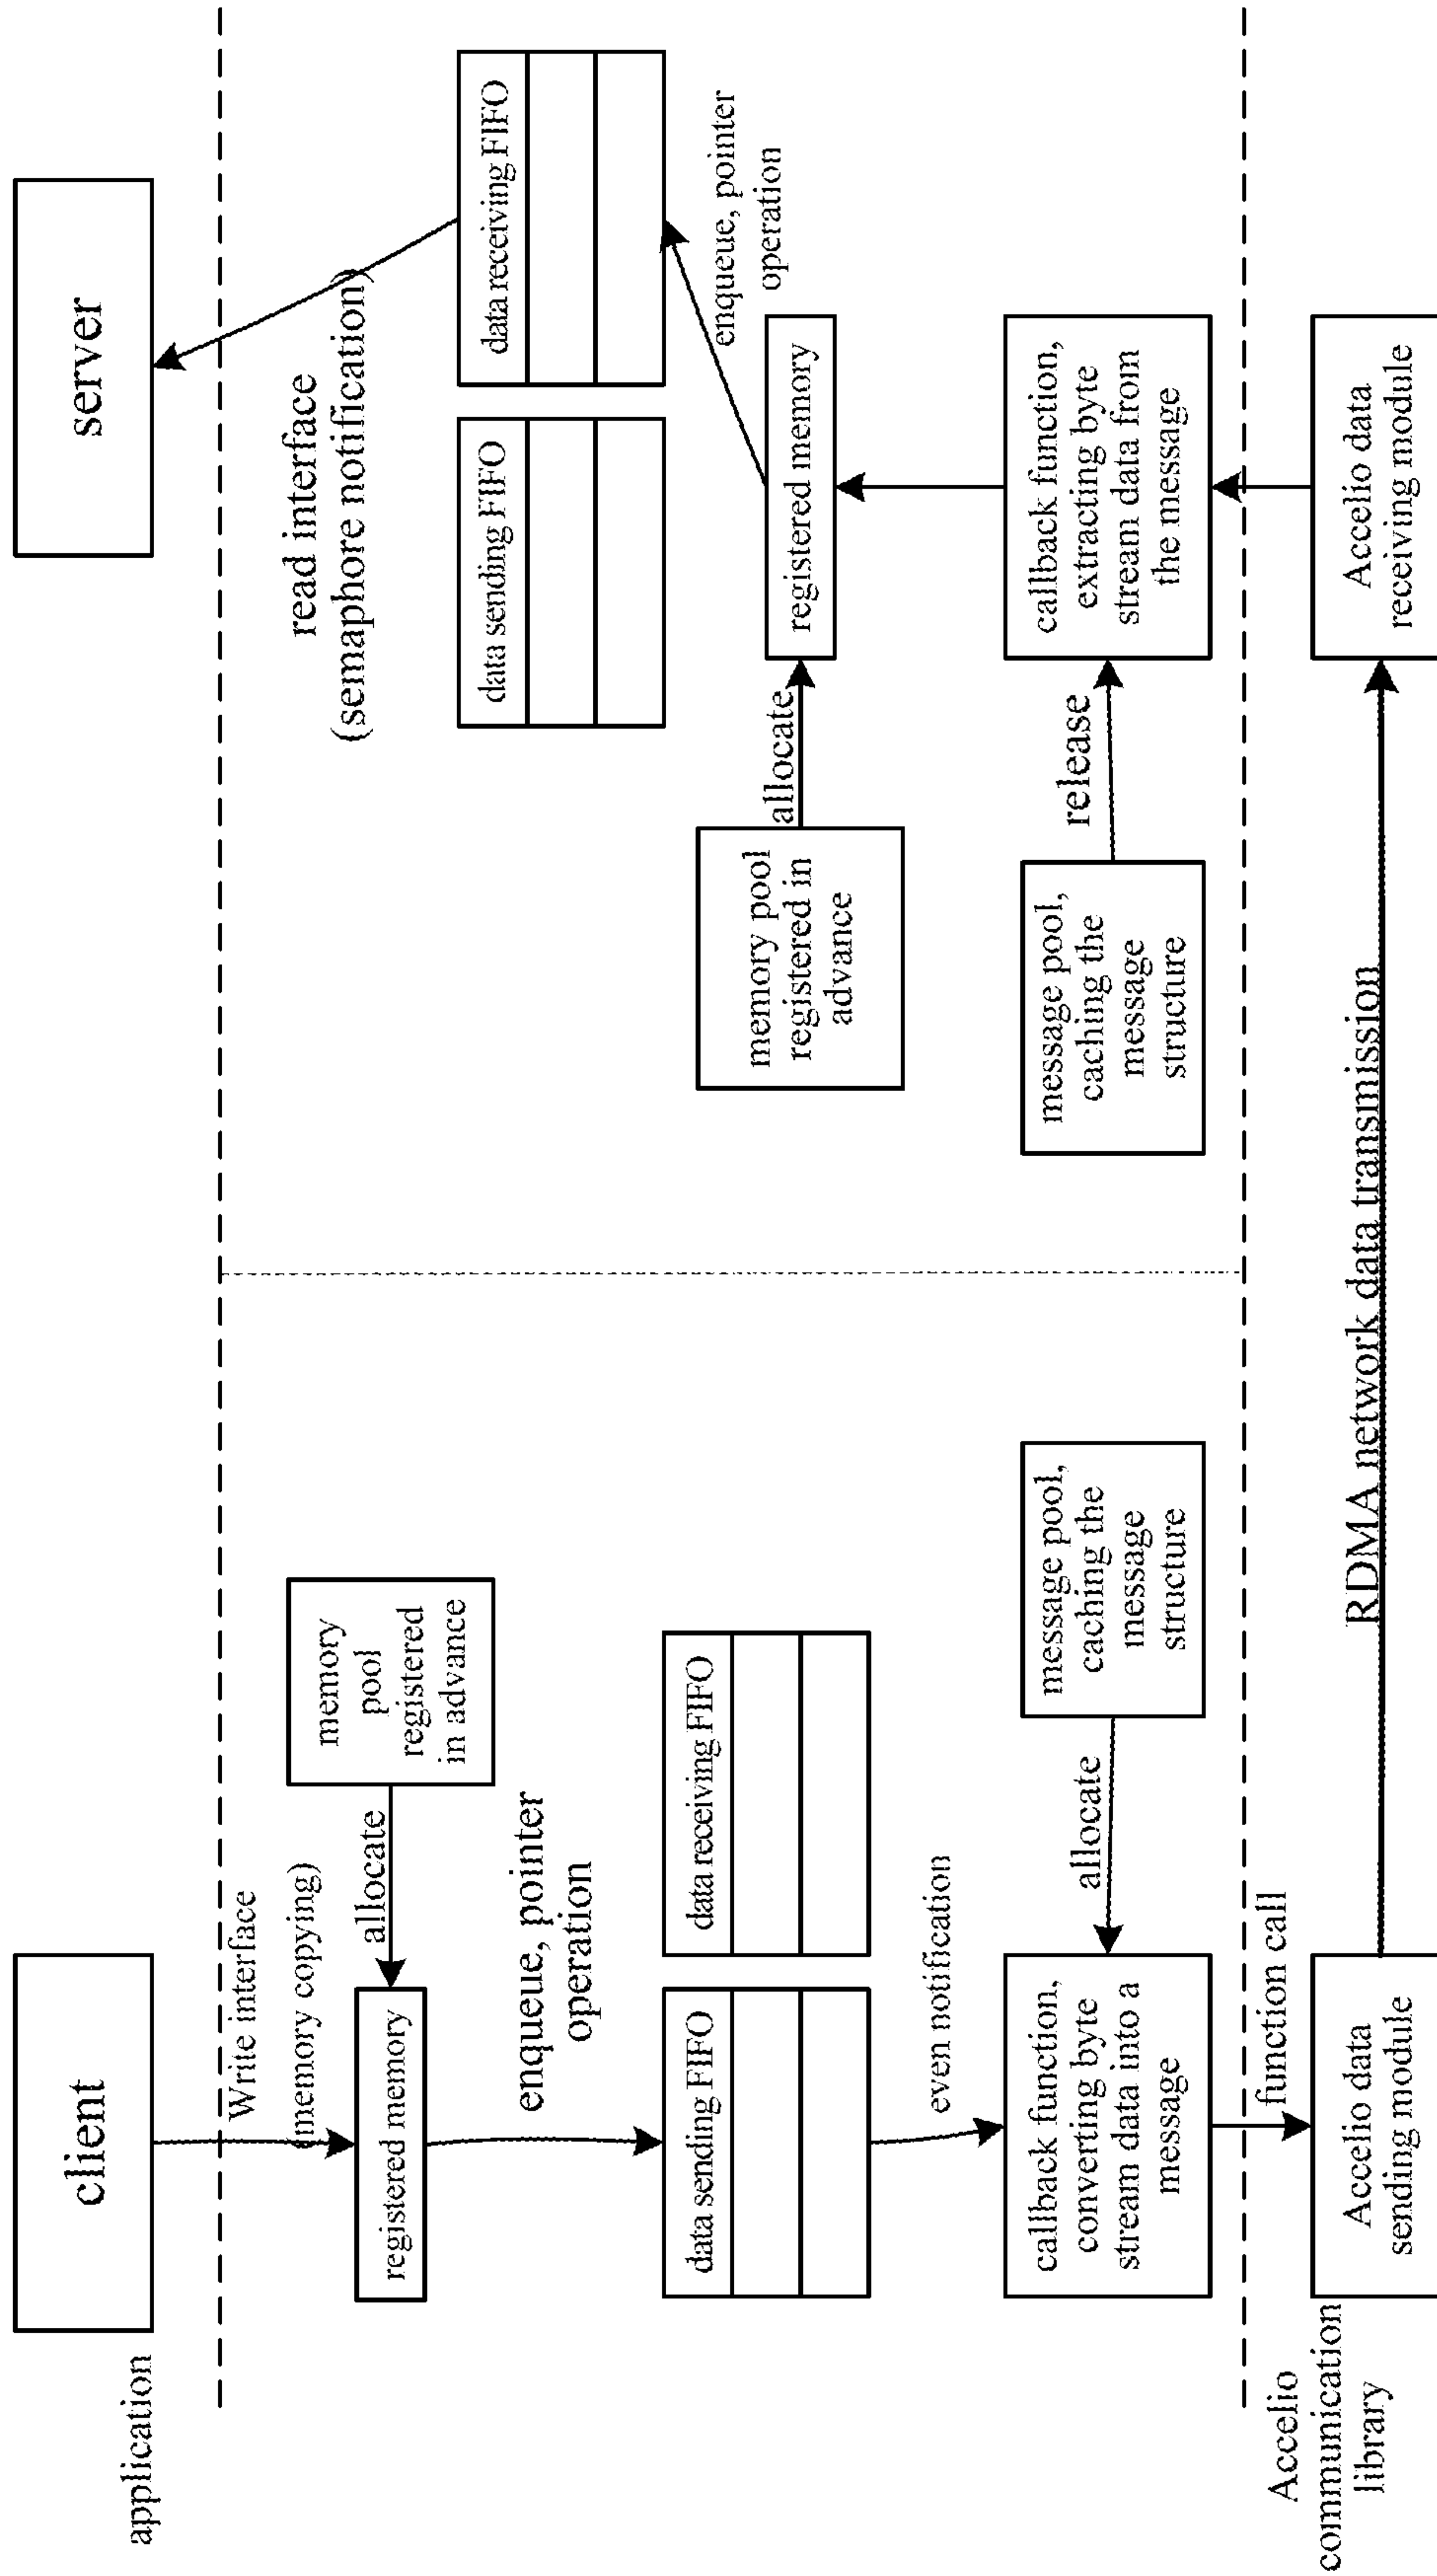 application
client
server
Write interface
(memory copying)
read interface
(semaphore notification)
memory
pool
registered
in advance
allocate
registered memory
enqueue, pointer
operation
data sending FIFO
data receiving FIFO
data sending FIFO
data receiving FIFO
enqueue, pointer
operation
memory pool
registered in
advance
allocate
registered memory
even notification
callback function,
converting byte
stream data into a
message
allocate
message pool,
caching the
message
structure
message pool,
caching the
message
structure
release
callback function,
extracting byte
stream data from
the message
function call
Accelio
communication
library
Accelio data
sending module
RDMA network data transmission
Accelio data
receiving module